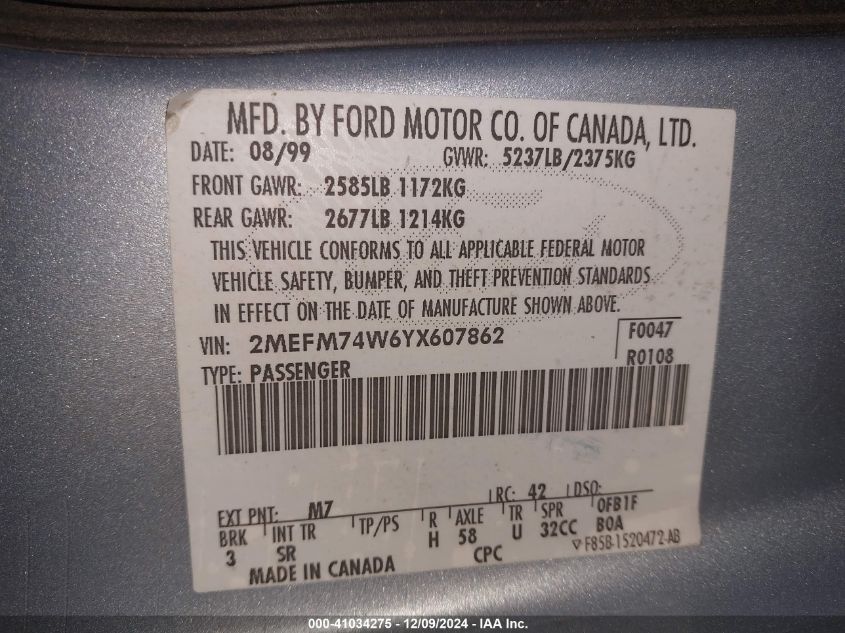 MFD. BY FORD MOTOR CO. OF CANADA, LTD.
DATE: 08/99 GVWR: 5237LB/2375KG
FRONT GAWR: 2585LB 1172KG
REAR GAWR: 2677LB 1214KG
THIS VEHICLE CONFORMS TO ALL APPLICABLE FEDERAL MOTOR
VEHICLE SAFETY, BUMPER, AND THEFT PREVENTION STANDARDS
IN EFFECT ON THE DATE OF MANUFACTURE SHOWN ABOVE.
VIN: 2MEFM74W6YX607862 F0047
TYPE: PASSENGER R0108
EXT PNT: M7 RC: 42 DSO:
BRK INT TR TP/PS R AXLE TR SPR 0FB1F
3 SR H 58 U 32CC B0A
MADE IN CANADA CPC F85B-1520472-AB
000-41034275 - 12/09/2024 - IAA Inc.